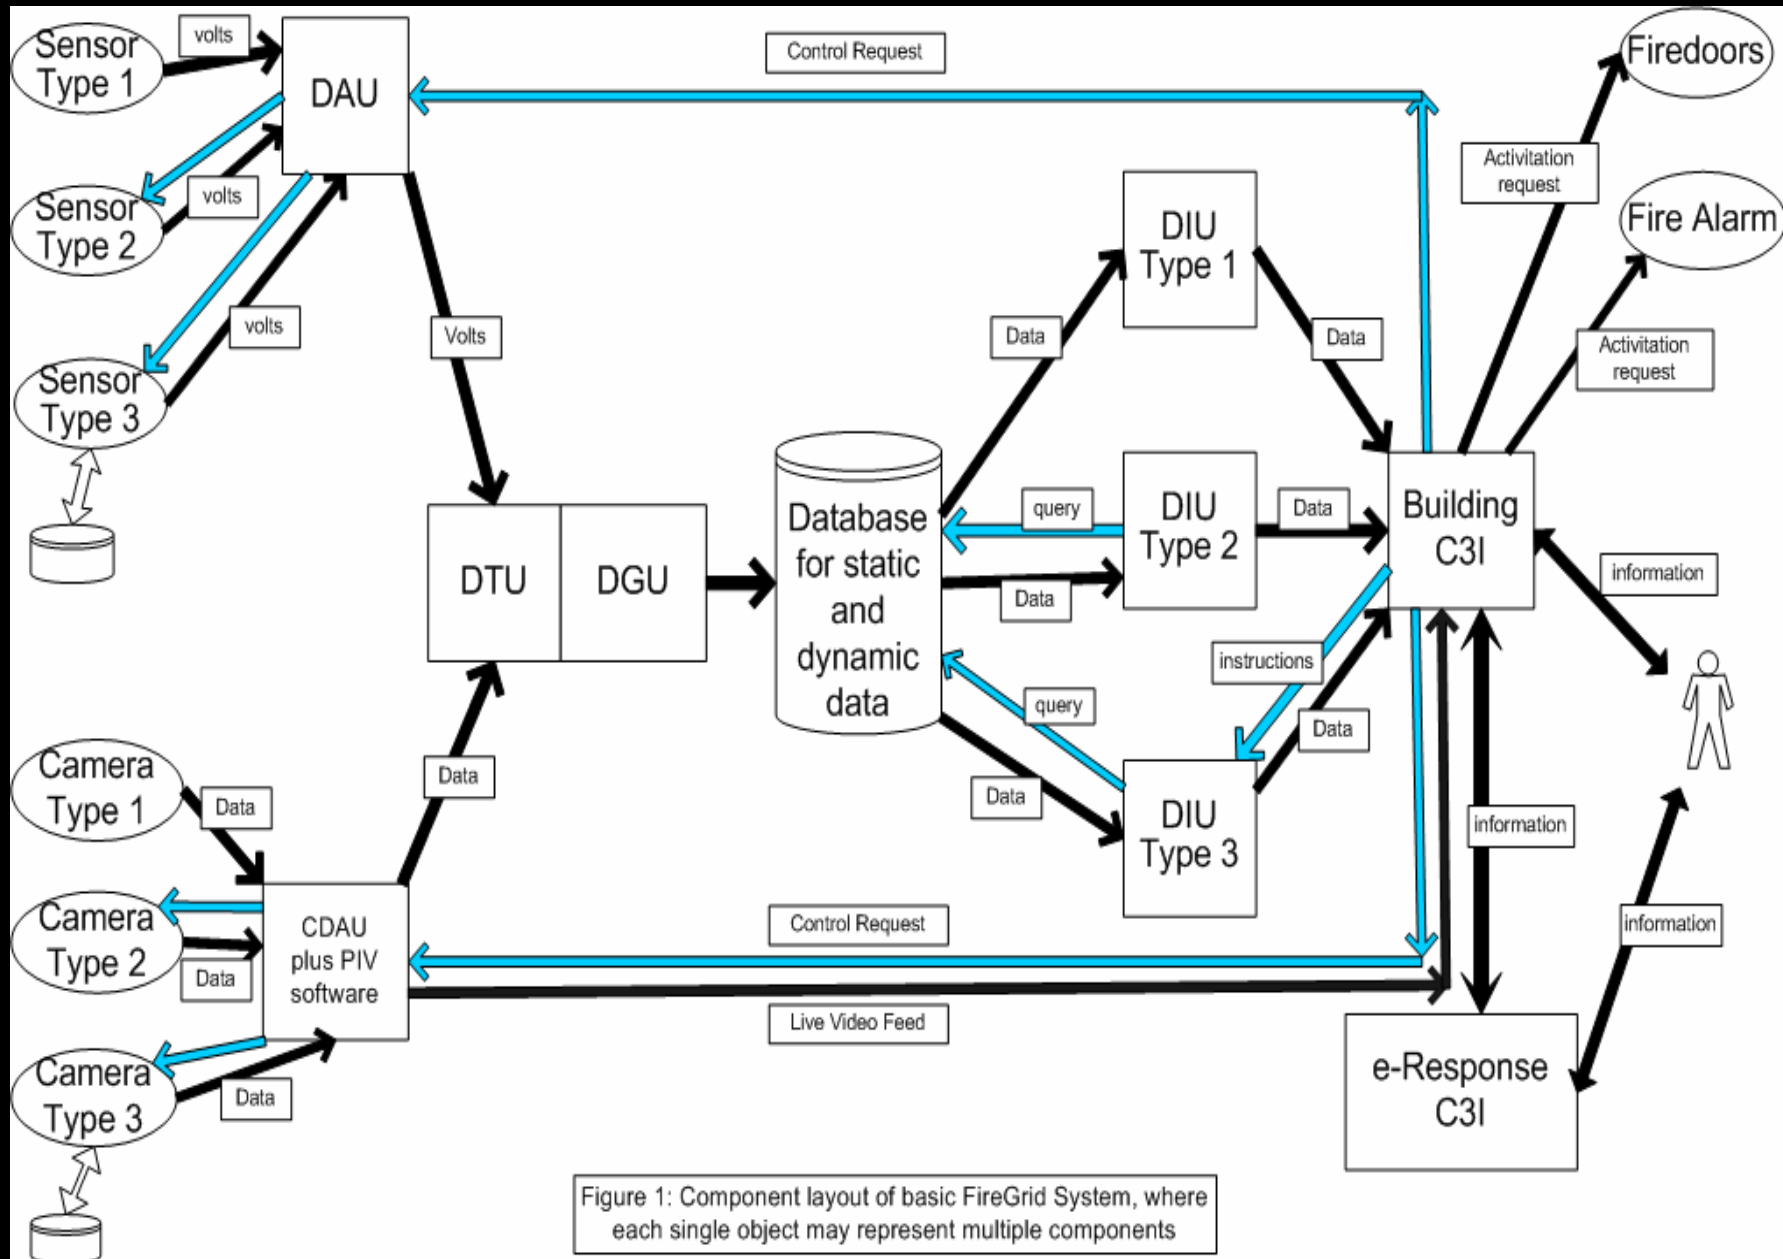 Sensor
Type 1
volts
DAU
Control Request
Firedoors
Activitation
request
Sensor
Type 2
volts
DIU
Type 1
Fire Alarm
Sensor
Type 3
volts
Volts
Data
Data
Activitation
request
Database
for static
and
dynamic
data
query
DIU
Type 2
Data
Building
C3I
DTU
DGU
Data
information
instructions
query
Data
Data
DIU
Type 3
Camera
Type 1
Data
Data
information
Camera
Type 2
Data
CDAU
plus PIV
software
Control Request
information
Live Video Feed
Camera
Type 3
Data
e-Response
C3I
Figure 1: Component layout of basic FireGrid System, where
each single object may represent multiple components